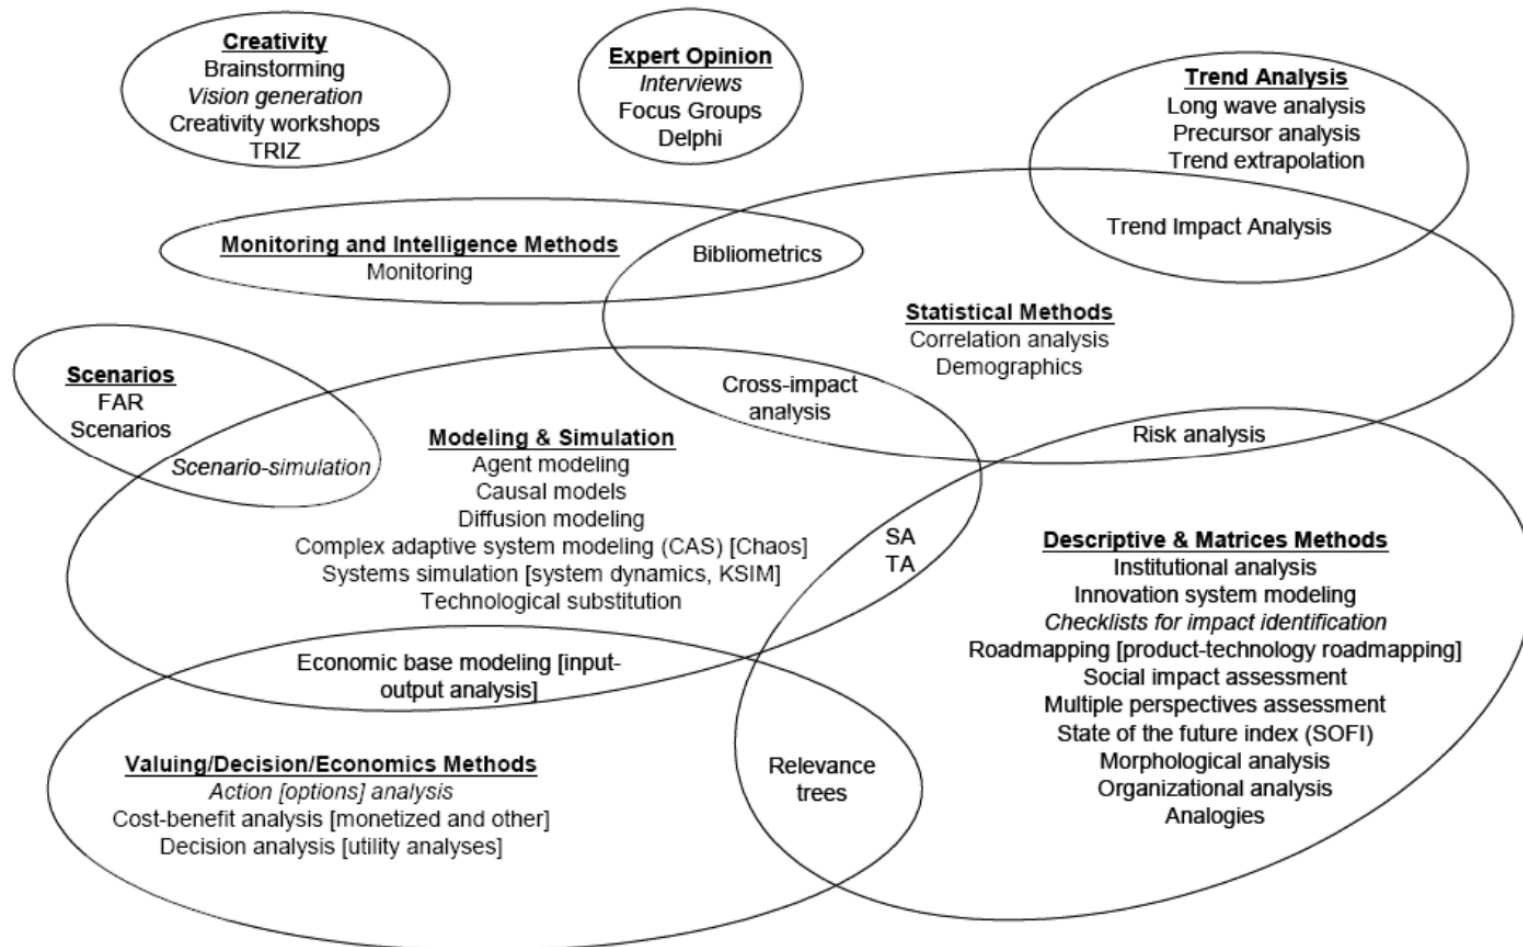 Creativity
Brainstorming
Vision generation
Creativity workshops
TRIZ
Expert Opinion
Interviews
Focus Groups
Delphi
Trend Analysis
Long wave analysis
Precursor analysis
Trend extrapolation
Trend Impact Analysis
Monitoring and Intelligence Methods
Monitoring
Bibliometrics
Statistical Methods
Correlation analysis
Demographics
Scenarios
FAR
Scenarios
Scenario-simulation
Cross-impact
analysis
Modeling & Simulation
Agent modeling
Causal models
Diffusion modeling
Complex adaptive system modeling (CAS) [Chaos]
Systems simulation [system dynamics, KSIM]
Technological substitution
Risk analysis
SA
TA
Descriptive & Matrices Methods
Institutional analysis
Innovation system modeling
Checklists for impact identification
Roadmapping [product-technology roadmapping]
Social impact assessment
Multiple perspectives assessment
State of the future index (SOFI)
Morphological analysis
Organizational analysis
Analogies
Economic base modeling [input-
output analysis]
Valuing/Decision/Economics Methods
Action [options] analysis
Cost-benefit analysis [monetized and other]
Decision analysis [utility analyses]
Relevance
trees